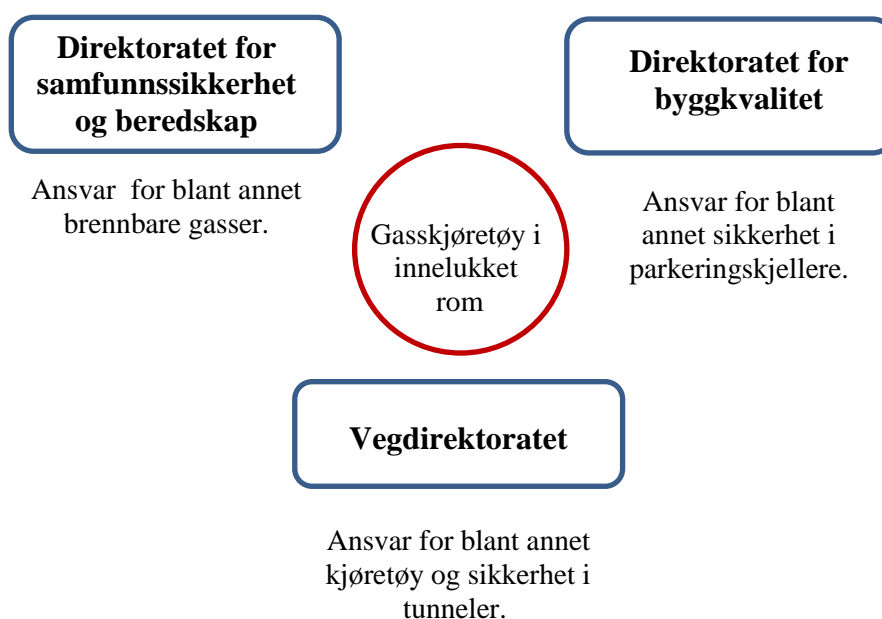 Direktoratet for
samfunnssikkerhet
og beredskap
Ansvar for blant annet
brennbare gasser.
Direktoratet for
byggkvalitet
Ansvar for blant
annet sikkerhet i
parkeringskjellere.
Gasskjøretøy i
innelukket
rom
Vegdirektoratet
Ansvar for blant annet
kjøretøy og sikkerhet i
tunneler.